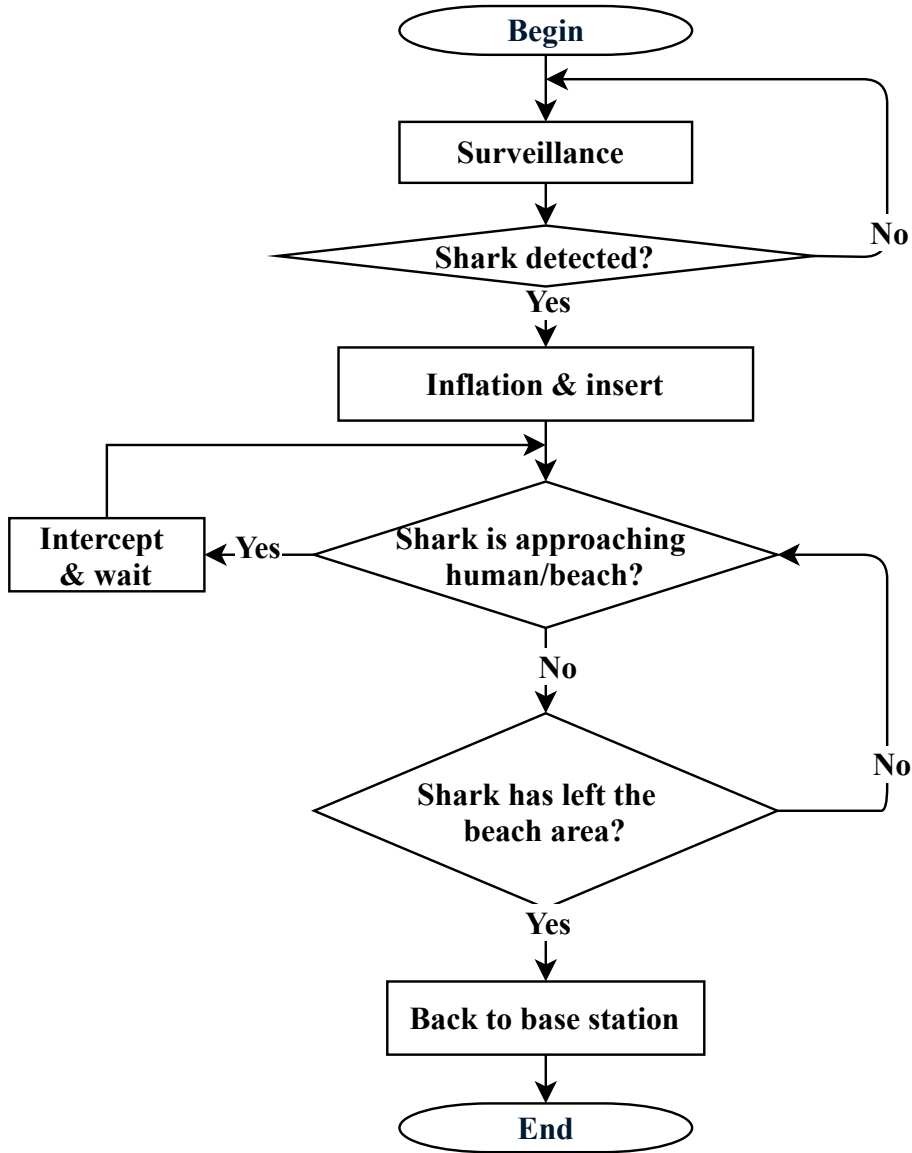 Begin
Surveillance
Shark detected?
No
Yes
Inflation & insert
Intercept
& wait
Yes
Shark is approaching
human/beach?
No
Shark has left the
beach area?
No
Yes
Back to base station
End